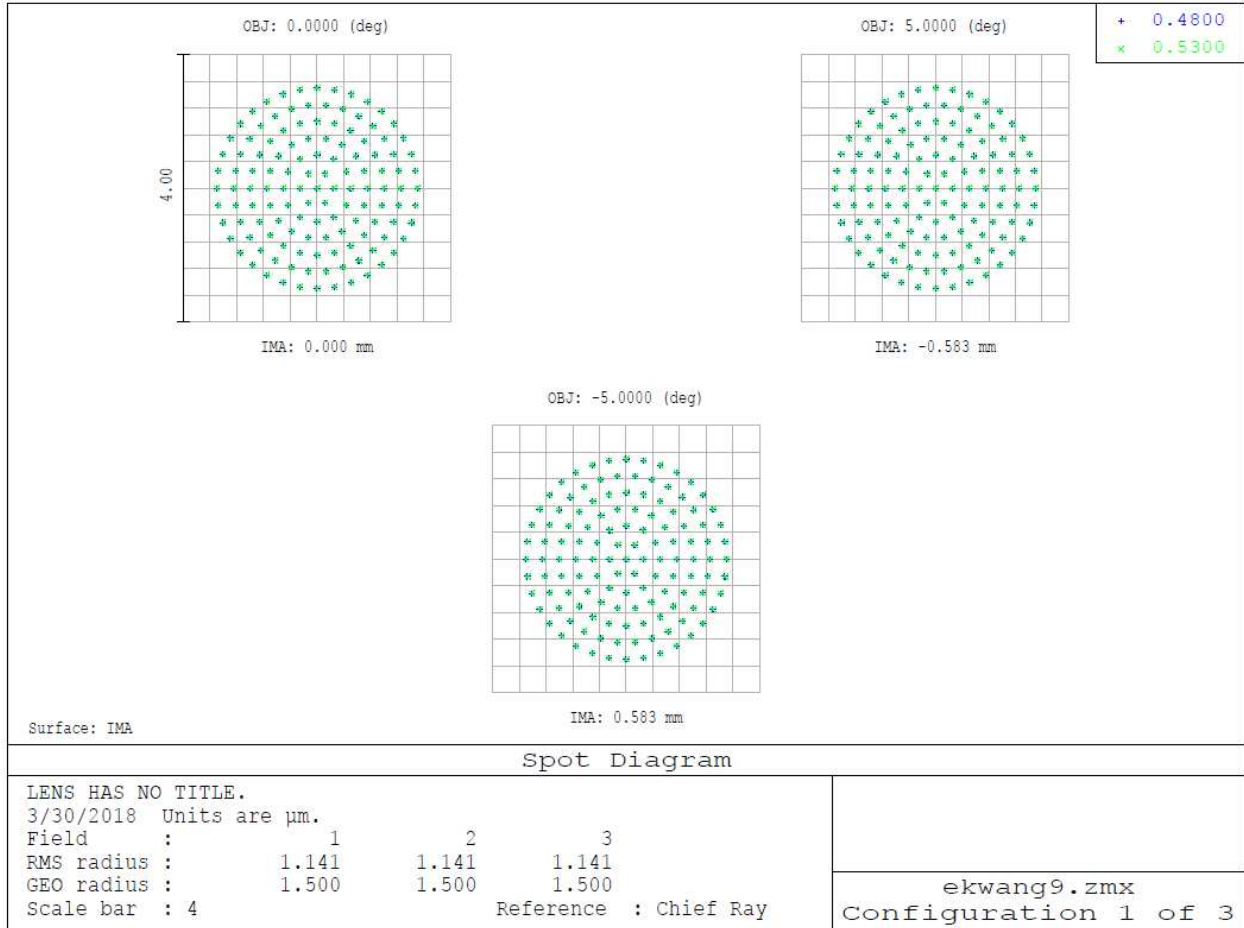 OBJ: 0.0000 (deg)
OBJ: 5.0000 (deg)
+ 0.4800
× 0.5300
4.00
IMA: 0.000 mm
IMA: -0.583 mm
OBJ: -5.0000 (deg)
IMA: 0.583 mm
Surface: IMA
Spot Diagram
LENS HAS NO TITLE.
3/30/2018 Units are µm.
Field : 1 2 3
RMS radius : 1.141 1.141 1.141
GEO radius : 1.500 1.500 1.500
Scale bar : 4 Reference : Chief Ray
ekwang9.zmx
Configuration 1 of 3